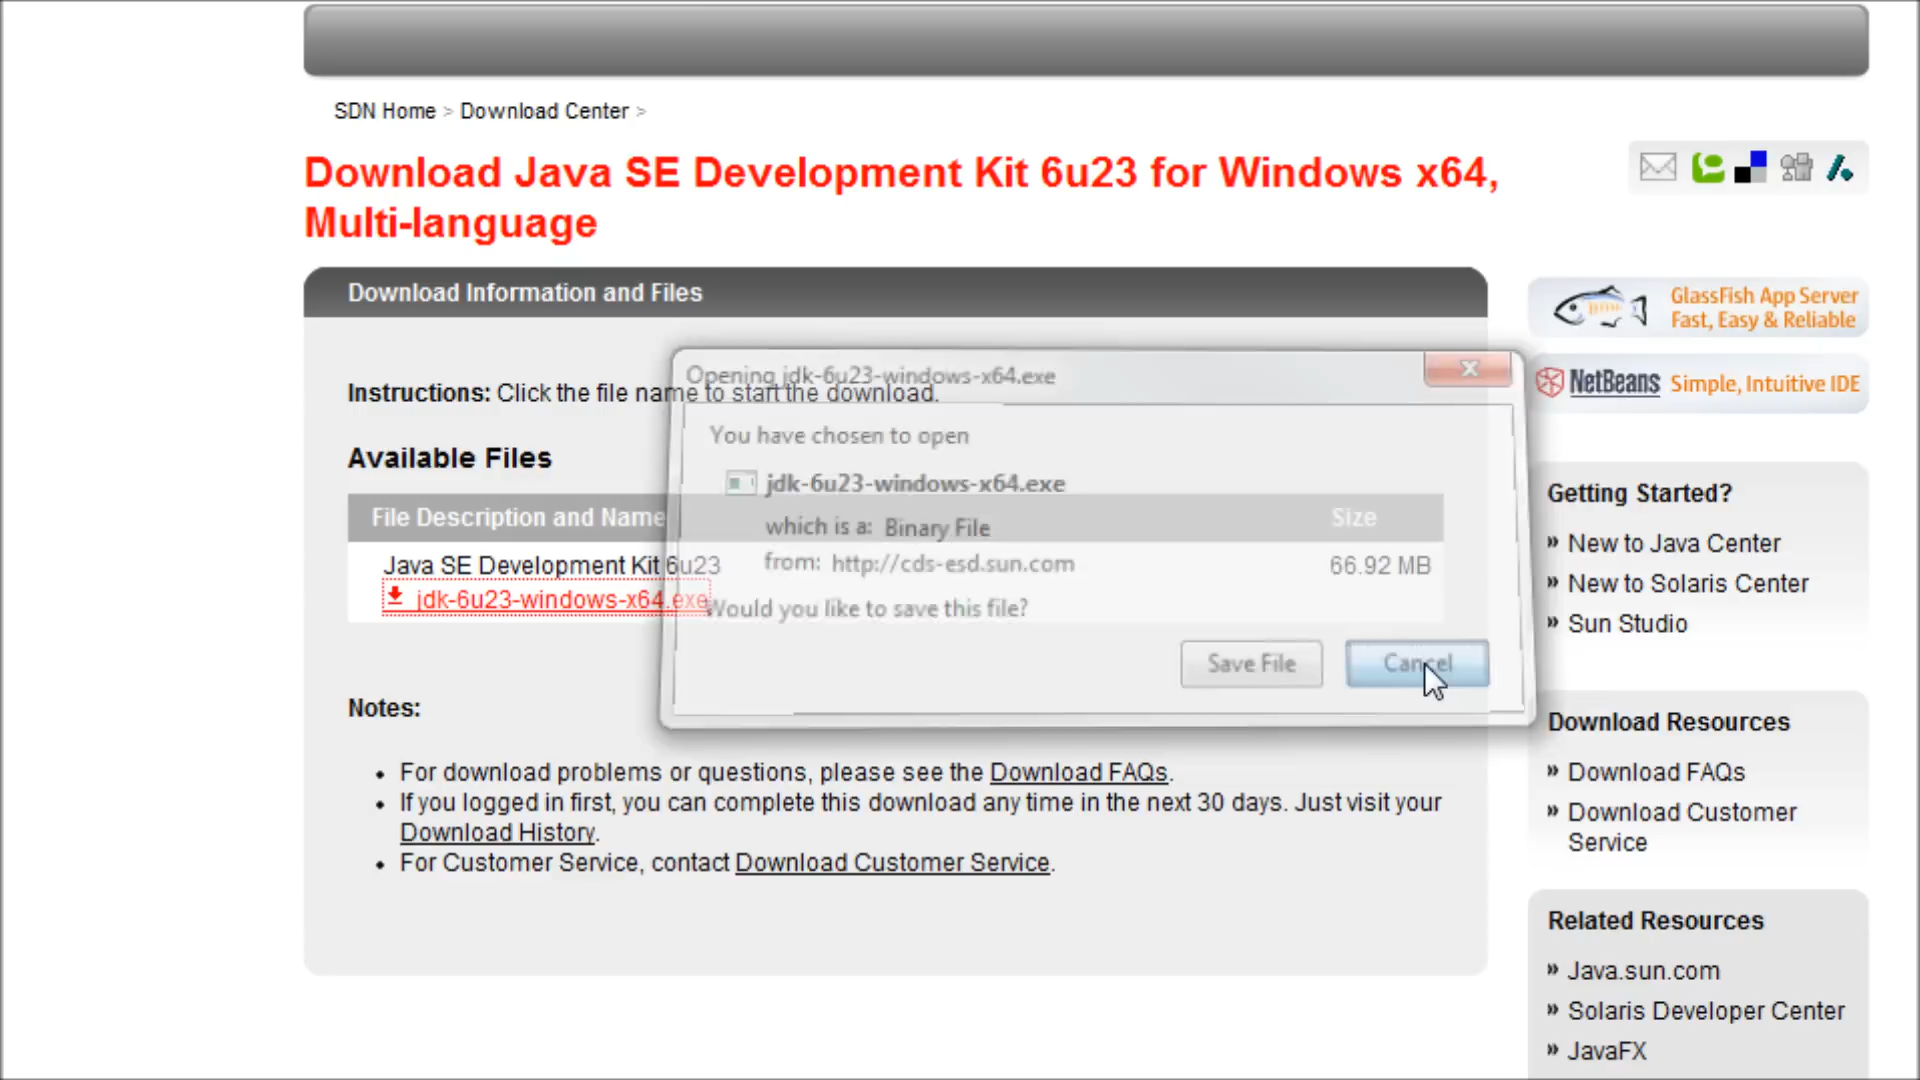 SDN Home > Download Center >
Download Java SE Development Kit 6u23 for Windows x64,
Multi-language
Download Information and Files
Instructions: Click the file name to start the download.
Available Files
File Description and Name
Size
Java SE Development Kit 6u23
66.92 MB
jdk-6u23-windows-x64.exe
Opening jdk-6u23-windows-x64.exe
You have chosen to open
jdk-6u23-windows-x64.exe
which is a: Binary File
from: http://cds-esd.sun.com
Would you like to save this file?
Save File
Cancel
Notes:
• For download problems or questions, please see the Download FAQs.
• If you logged in first, you can complete this download any time in the next 30 days. Just visit your
Download History.
• For Customer Service, contact Download Customer Service.
GlassFish App Server
Fast, Easy & Reliable
NetBeans Simple, Intuitive IDE
Getting Started?
» New to Java Center
» New to Solaris Center
» Sun Studio
Download Resources
» Download FAQs
» Download Customer
Service
Related Resources
» Java.sun.com
» Solaris Developer Center
» JavaFX